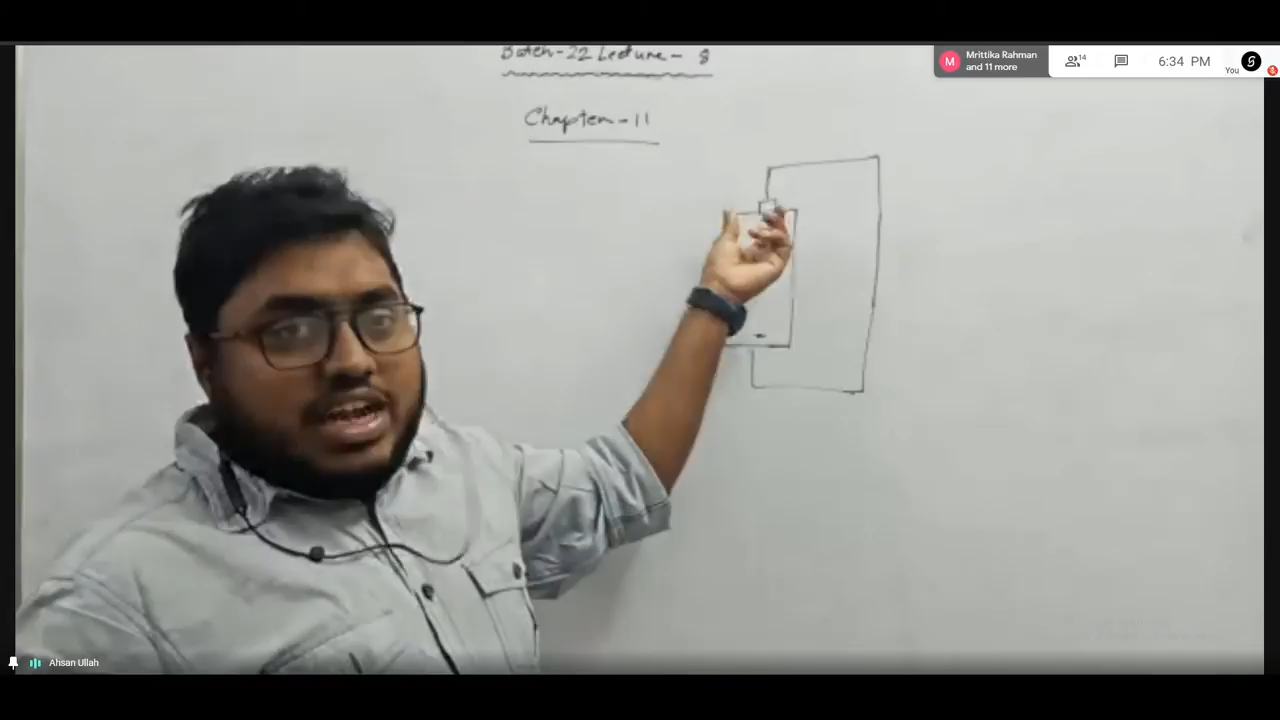 Batch-22 Lecture- 8
Chapter-11
Mrittika Rahman
and 11 more
14
6:34 PM
You
Ahsan Ullah